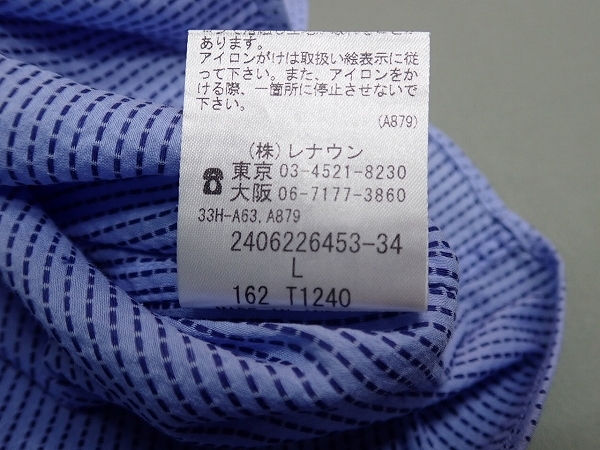 あります。
アイロンがけは取扱い絵表示に従
って下さい。また、アイロンをか
ける際、一箇所に停止させないで
下さい。
(A879)
(株)レナウン
☎ 東京 03-4521-8230
大阪 06-7177-3860
33H-A63, A879
2406226453-34
L
162 T1240